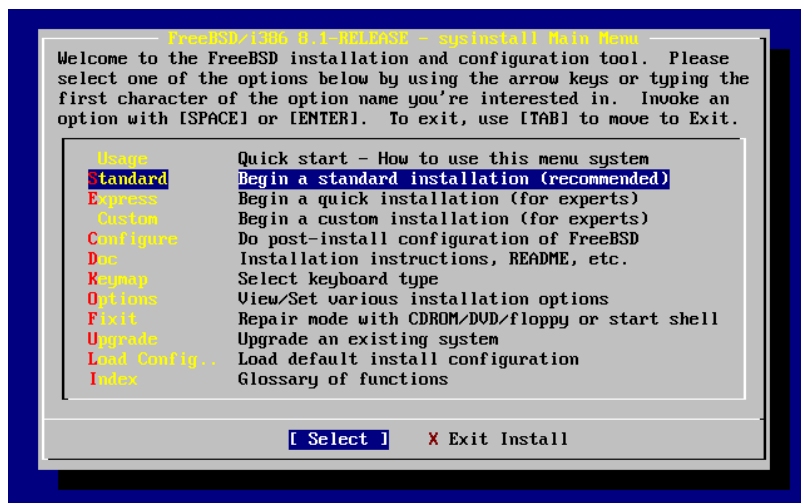 FreeBSD/i386 8.1-RELEASE - sysinstall Main Menu
Welcome to the FreeBSD installation and configuration tool.  Please
select one of the options below by using the arrow keys or typing the
first character of the option name you're interested in.  Invoke an
option with [SPACE] or [ENTER].  To exit, use [TAB] to move to Exit.
Usage Quick start - How to use this menu system
Standard Begin a standard installation (recommended)
Express Begin a quick installation (for experts)
Custom Begin a custom installation (for experts)
Configure Do post-install configuration of FreeBSD
Doc Installation instructions, README, etc.
Keymap Select keyboard type
Options View/Set various installation options
Fixit Repair mode with CDROM/DVD/floppy or start shell
Upgrade Upgrade an existing system
Load Config.. Load default install configuration
Index Glossary of functions
[ Select ] X Exit Install